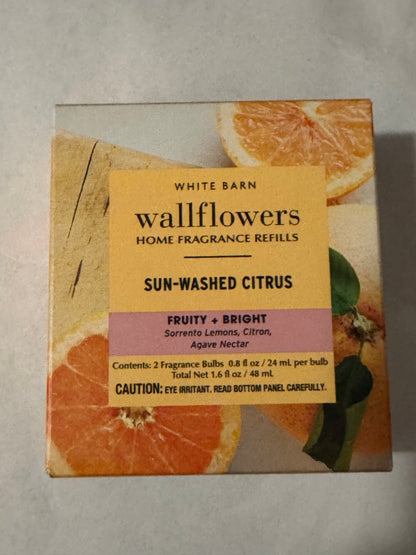 WHITE BARN
wallflowers
HOME FRAGRANCE REFILLS
SUN-WASHED CITRUS
FRUITY + BRIGHT
Sorrento Lemons, Citron,
Agave Nectar
Contents: 2 Fragrance Bulbs 0.8 fl oz / 24 mL per bulb
Total Net 1.6 fl oz / 48 mL
CAUTION: EYE IRRITANT. READ BOTTOM PANEL CAREFULLY.